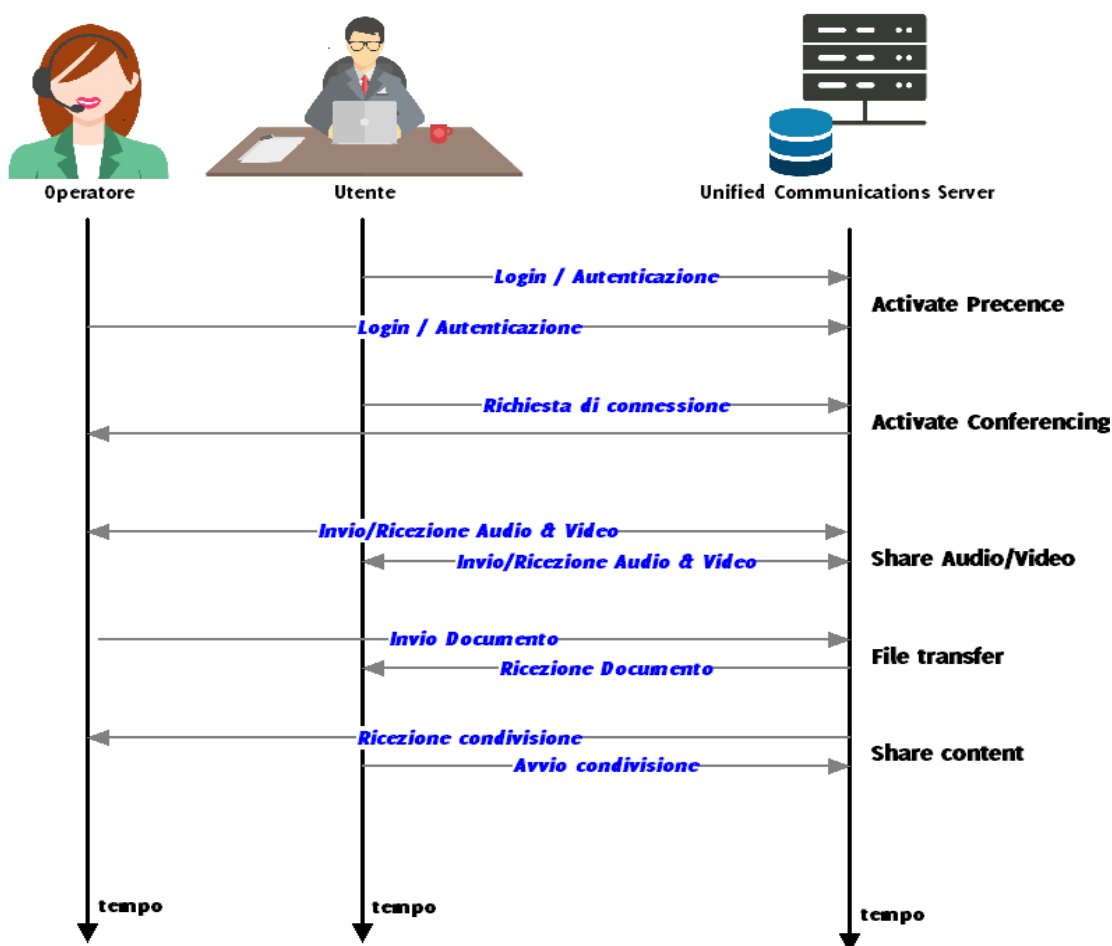 Operatore
Utente
Unified Communications Server
Login / Autenticazione
Activate Precence
Login / Autenticazione
Richiesta di connessione
Activate Conferencing
Invio/Ricezione Audio & Video
Invio/Ricezione Audio & Video
Share Audio/Video
Invio Documento
File transfer
Ricezione Documento
Ricezione condivisione
Share content
Avvio condivisione
tempo
tempo
tempo